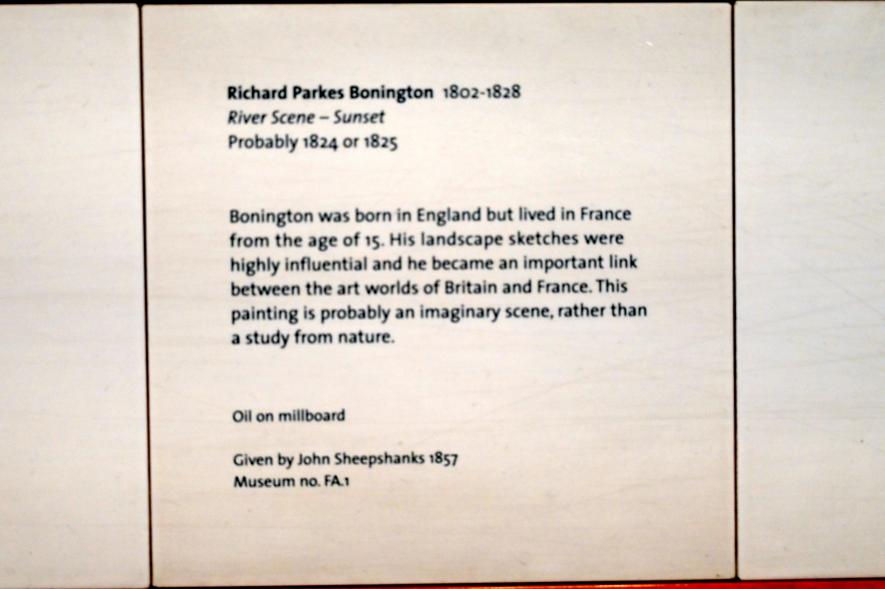 Richard Parkes Bonington 1802-1828
River Scene – Sunset
Probably 1824 or 1825
Bonington was born in England but lived in France
from the age of 15. His landscape sketches were
highly influential and he became an important link
between the art worlds of Britain and France. This
painting is probably an imaginary scene, rather than
a study from nature.
Oil on millboard
Given by John Sheepshanks 1857
Museum no. FA.1